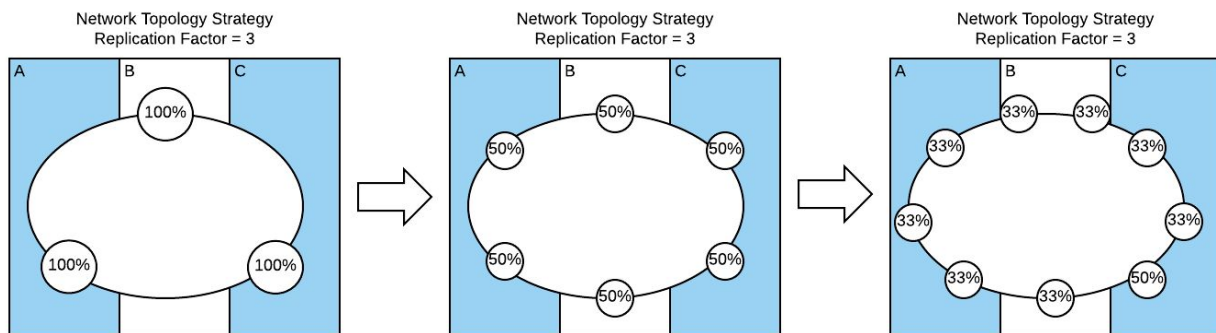 Network Topology Strategy
Replication Factor = 3
A
B
C
100%
100%
100%
Network Topology Strategy
Replication Factor = 3
A
B
C
50%
50%
50%
50%
50%
50%
Network Topology Strategy
Replication Factor = 3
A
B
C
33%
33%
33%
33%
33%
33%
33%
50%
33%